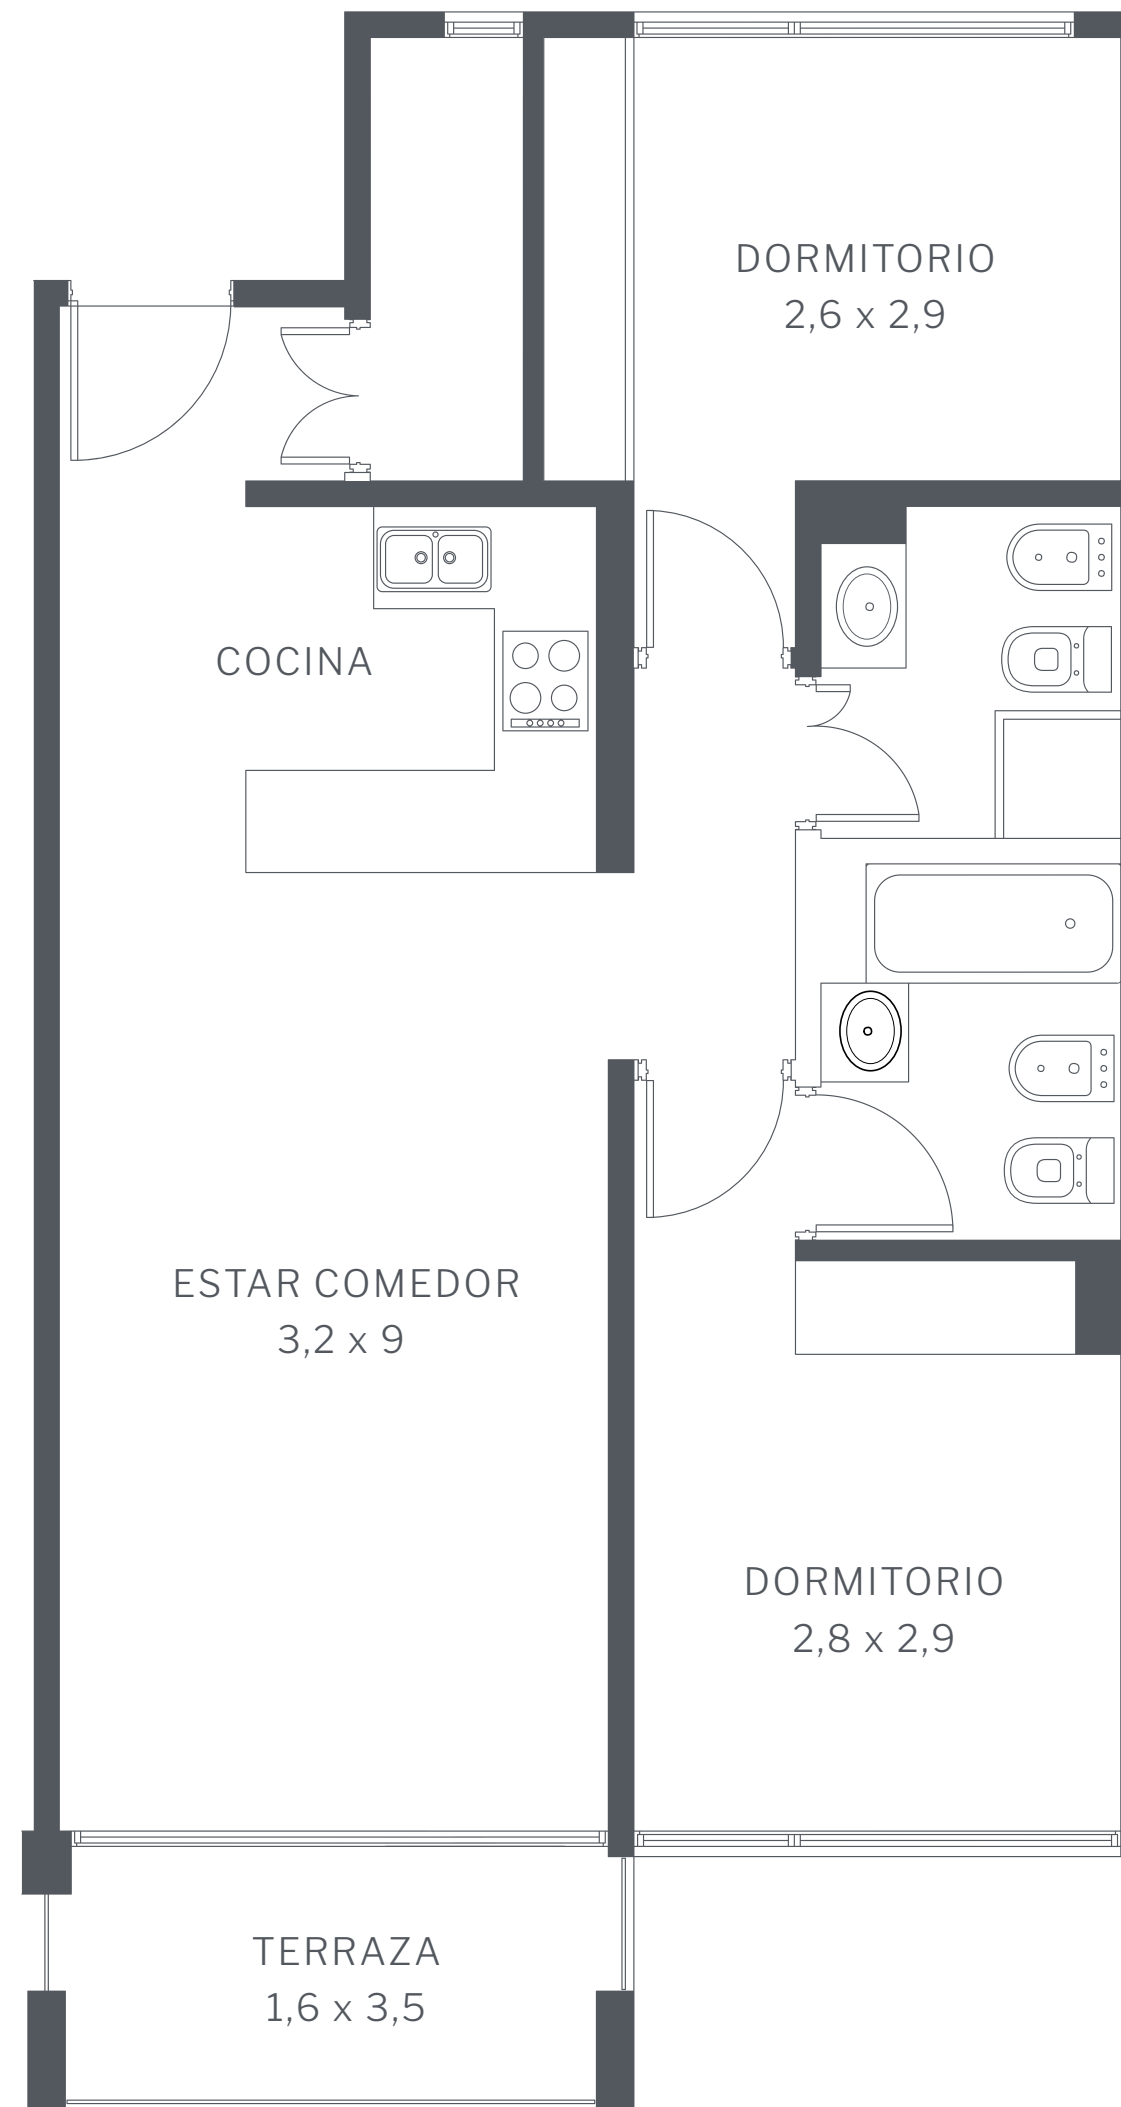 DORMITORIO
2,6 x 2,9
COCINA
ESTAR COMEDOR
3,2 x 9
DORMITORIO
2,8 x 2,9
TERRAZA
1,6 x 3,5